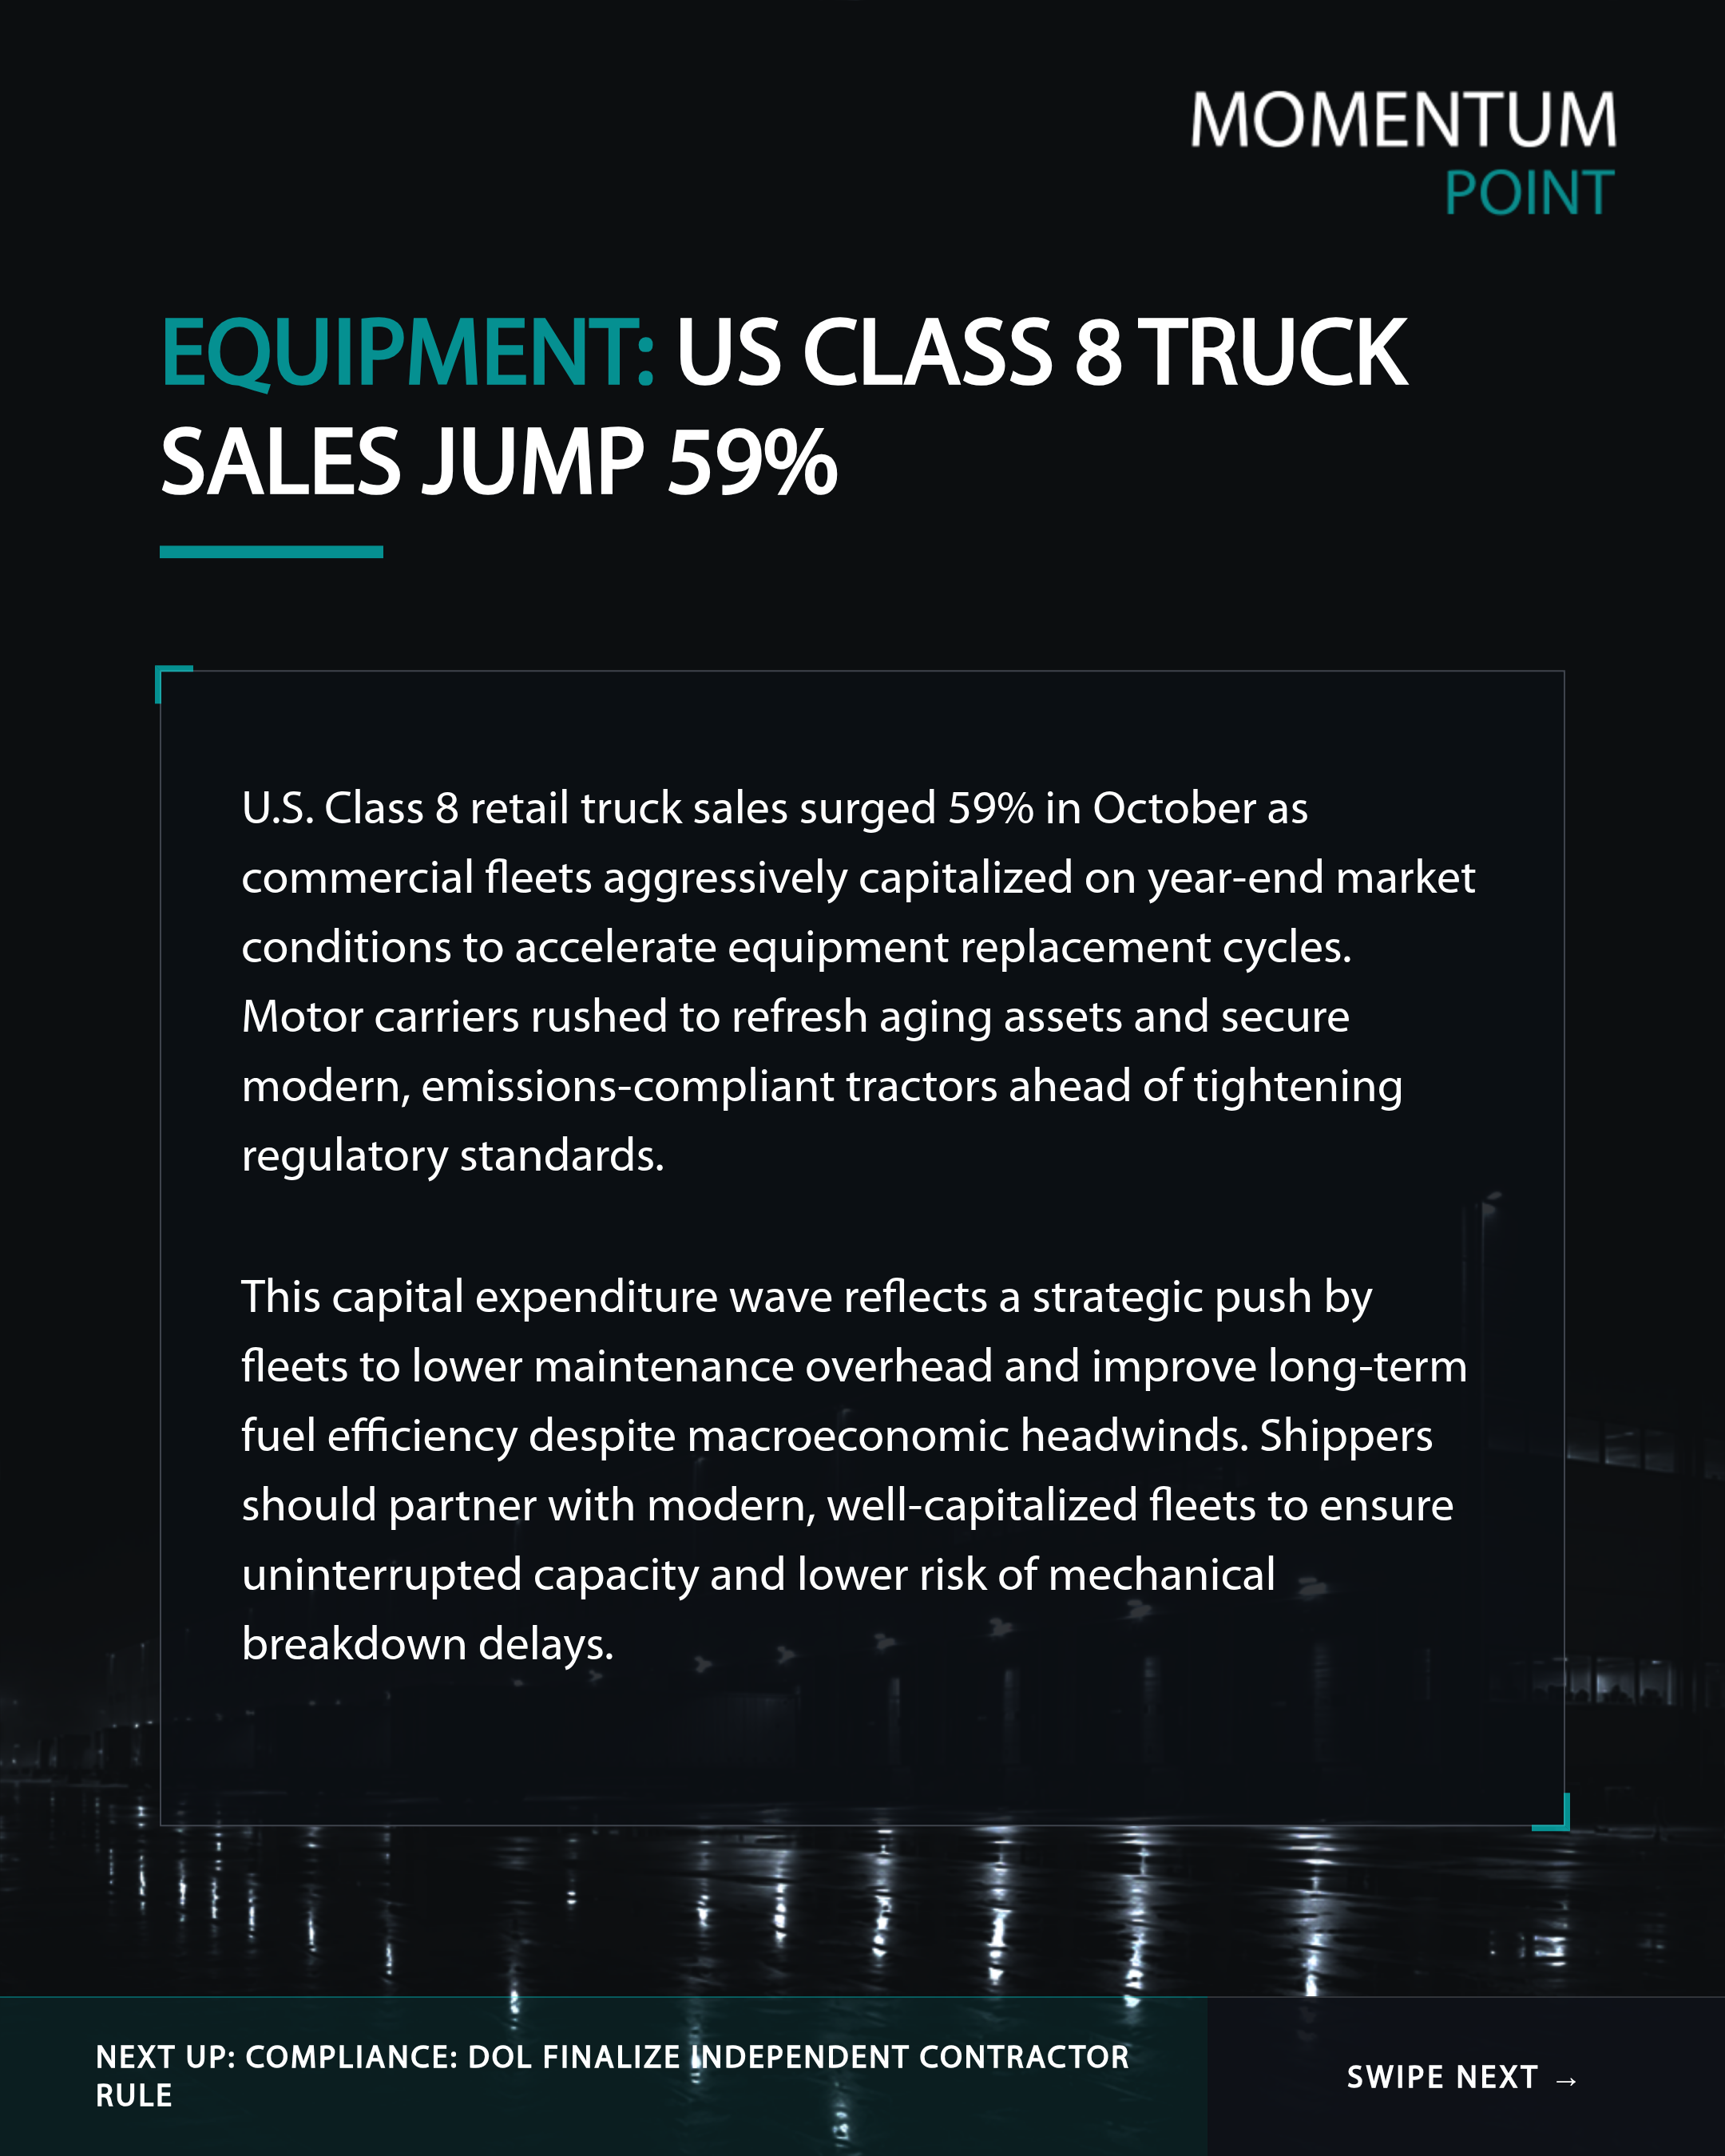 MOMENTUM
POINT
EQUIPMENT: US CLASS 8 TRUCK
SALES JUMP 59%
U.S. Class 8 retail truck sales surged 59% in October as
commercial fleets aggressively capitalized on year-end market
conditions to accelerate equipment replacement cycles.
Motor carriers rushed to refresh aging assets and secure
modern, emissions-compliant tractors ahead of tightening
regulatory standards.
This capital expenditure wave reflects a strategic push by
fleets to lower maintenance overhead and improve long-term
fuel efficiency despite macroeconomic headwinds. Shippers
should partner with modern, well-capitalized fleets to ensure
uninterrupted capacity and lower risk of mechanical
breakdown delays.
NEXT UP: COMPLIANCE: DOL FINALIZE INDEPENDENT CONTRACTOR
RULE
SWIPE NEXT →